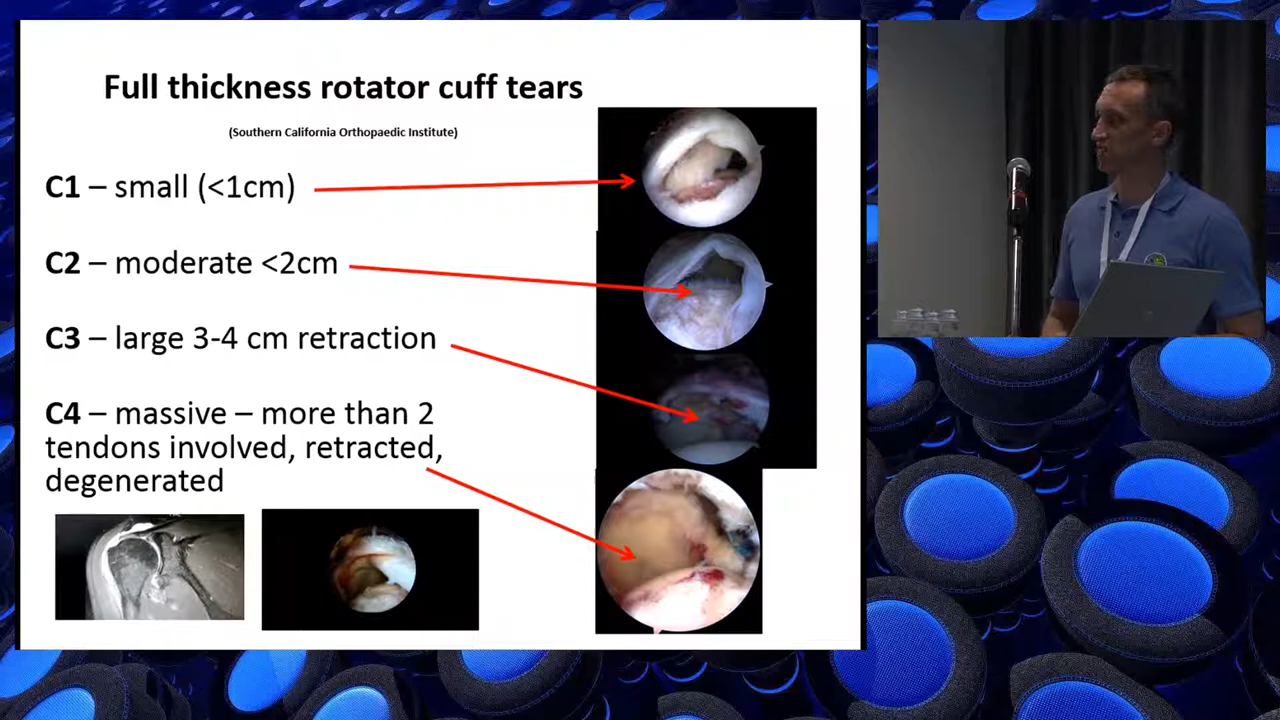 Full thickness rotator cuff tears
(Southern California Orthopaedic Institute)
C1 – small (<1cm)
C2 – moderate <2cm
C3 – large 3-4 cm retraction
C4 – massive – more than 2
tendons involved, retracted,
degenerated